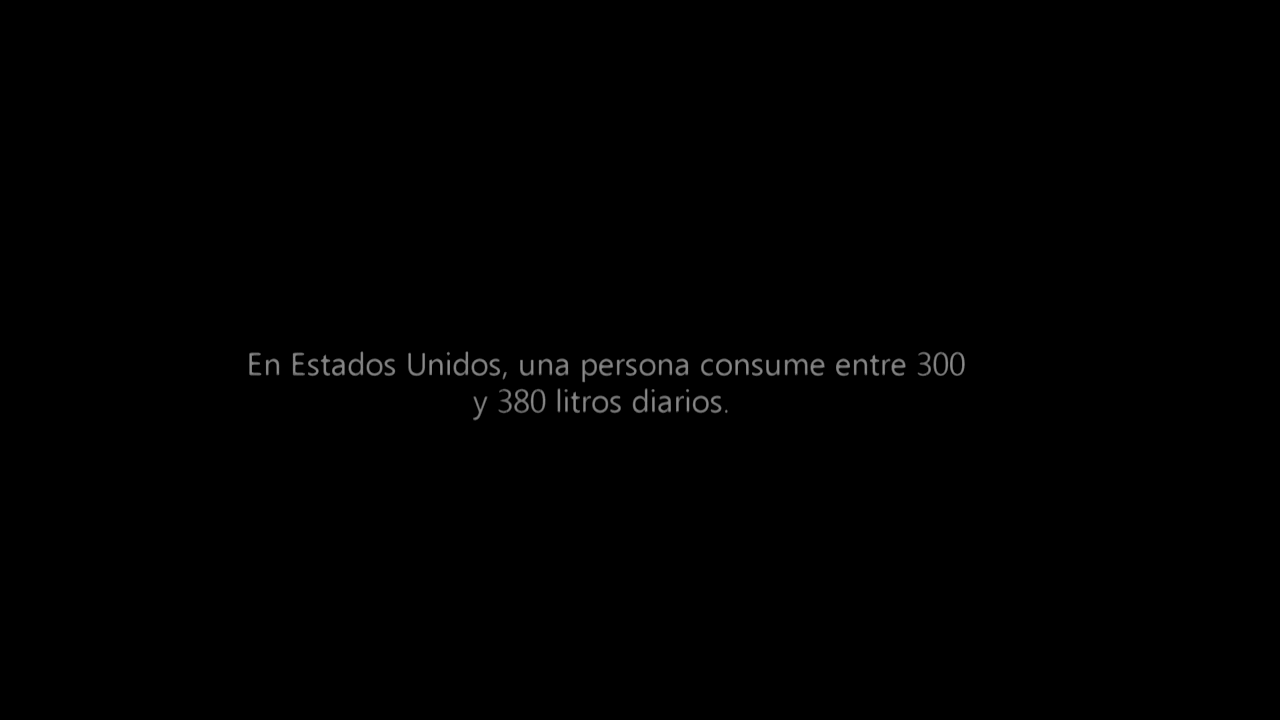 En Estados Unidos, una persona consume entre 300
y 380 litros diarios.